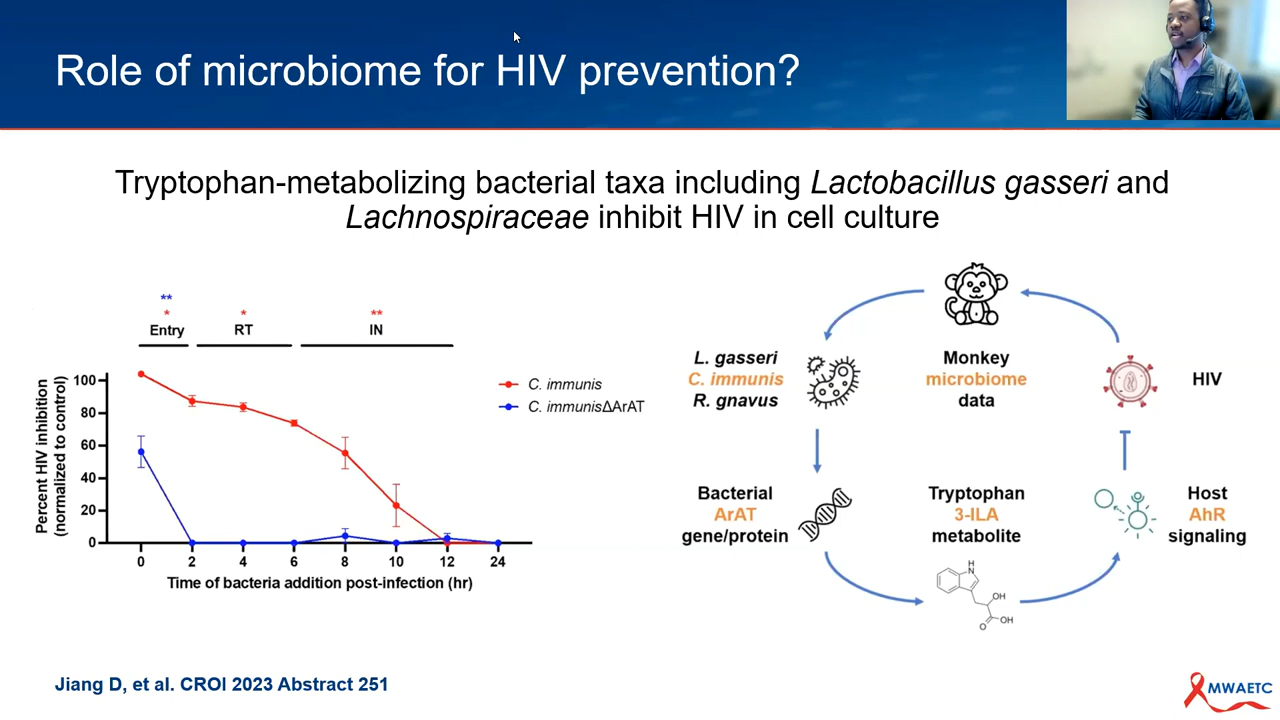 Role of microbiome for HIV prevention?
Tryptophan-metabolizing bacterial taxa including Lactobacillus gasseri and
Lachnospiraceae inhibit HIV in cell culture
**
* * **
Entry RT IN
Percent HIV inhibition
(normalized to control)
100
80
60
40
20
0
0 2 4 6 8 10 12 24
Time of bacteria addition post-infection (hr)
C. immunis
C. immunisΔArAT
L. gasseri
C. immunis
R. gnavus
Monkey
microbiome
data
HIV
Bacterial
ArAT
gene/protein
Tryptophan
3-ILA
metabolite
Host
AhR
signaling
H
N
OH
O
OH
Jiang D, et al. CROI 2023 Abstract 251
MWAETC